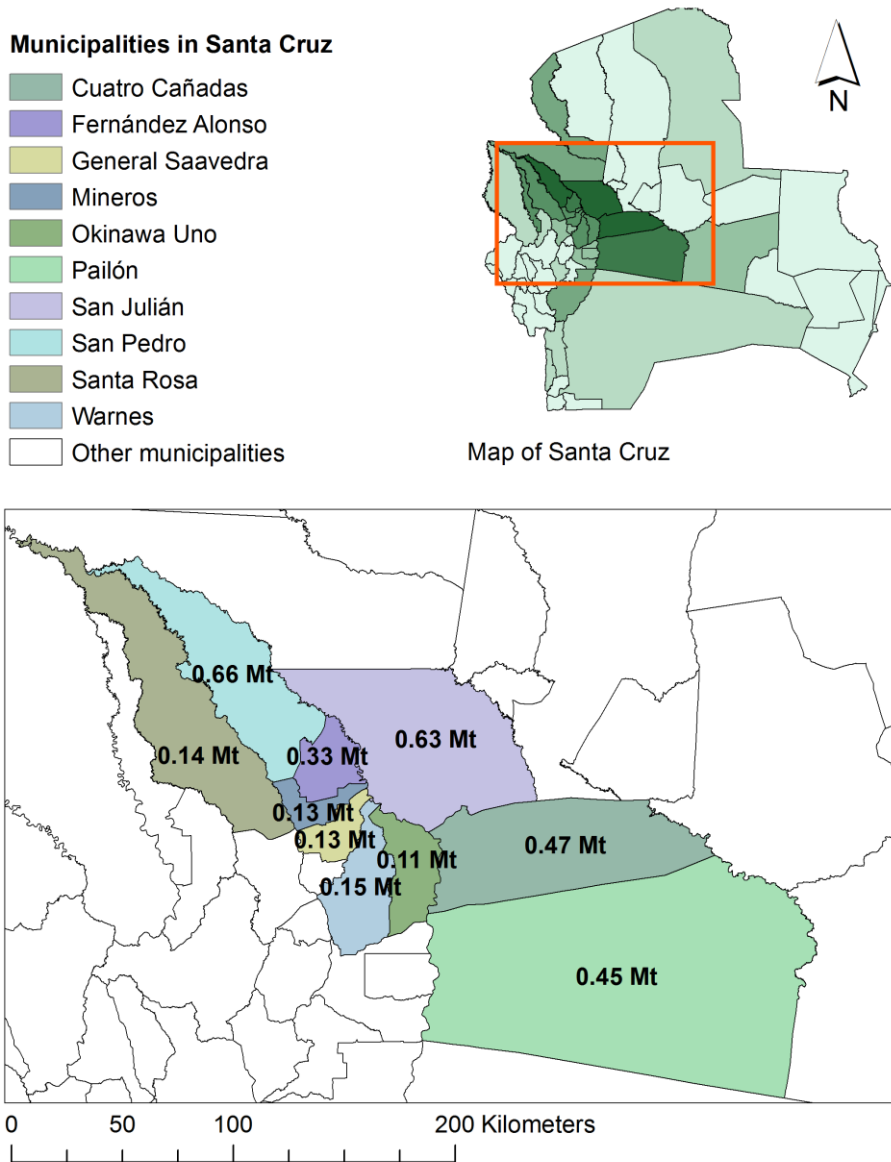 Municipalities in Santa Cruz
Cuatro Cañadas
Fernández Alonso
General Saavedra
Mineros
Okinawa Uno
Pailón
San Julián
San Pedro
Santa Rosa
Warnes
Other municipalities
N
Map of Santa Cruz
0.66 Mt
0.63 Mt
0.14 Mt
0.33 Mt
0.13 Mt
0.13 Mt
0.47 Mt
0.11 Mt
0.15 Mt
0.45 Mt
0 50 100 200 Kilometers